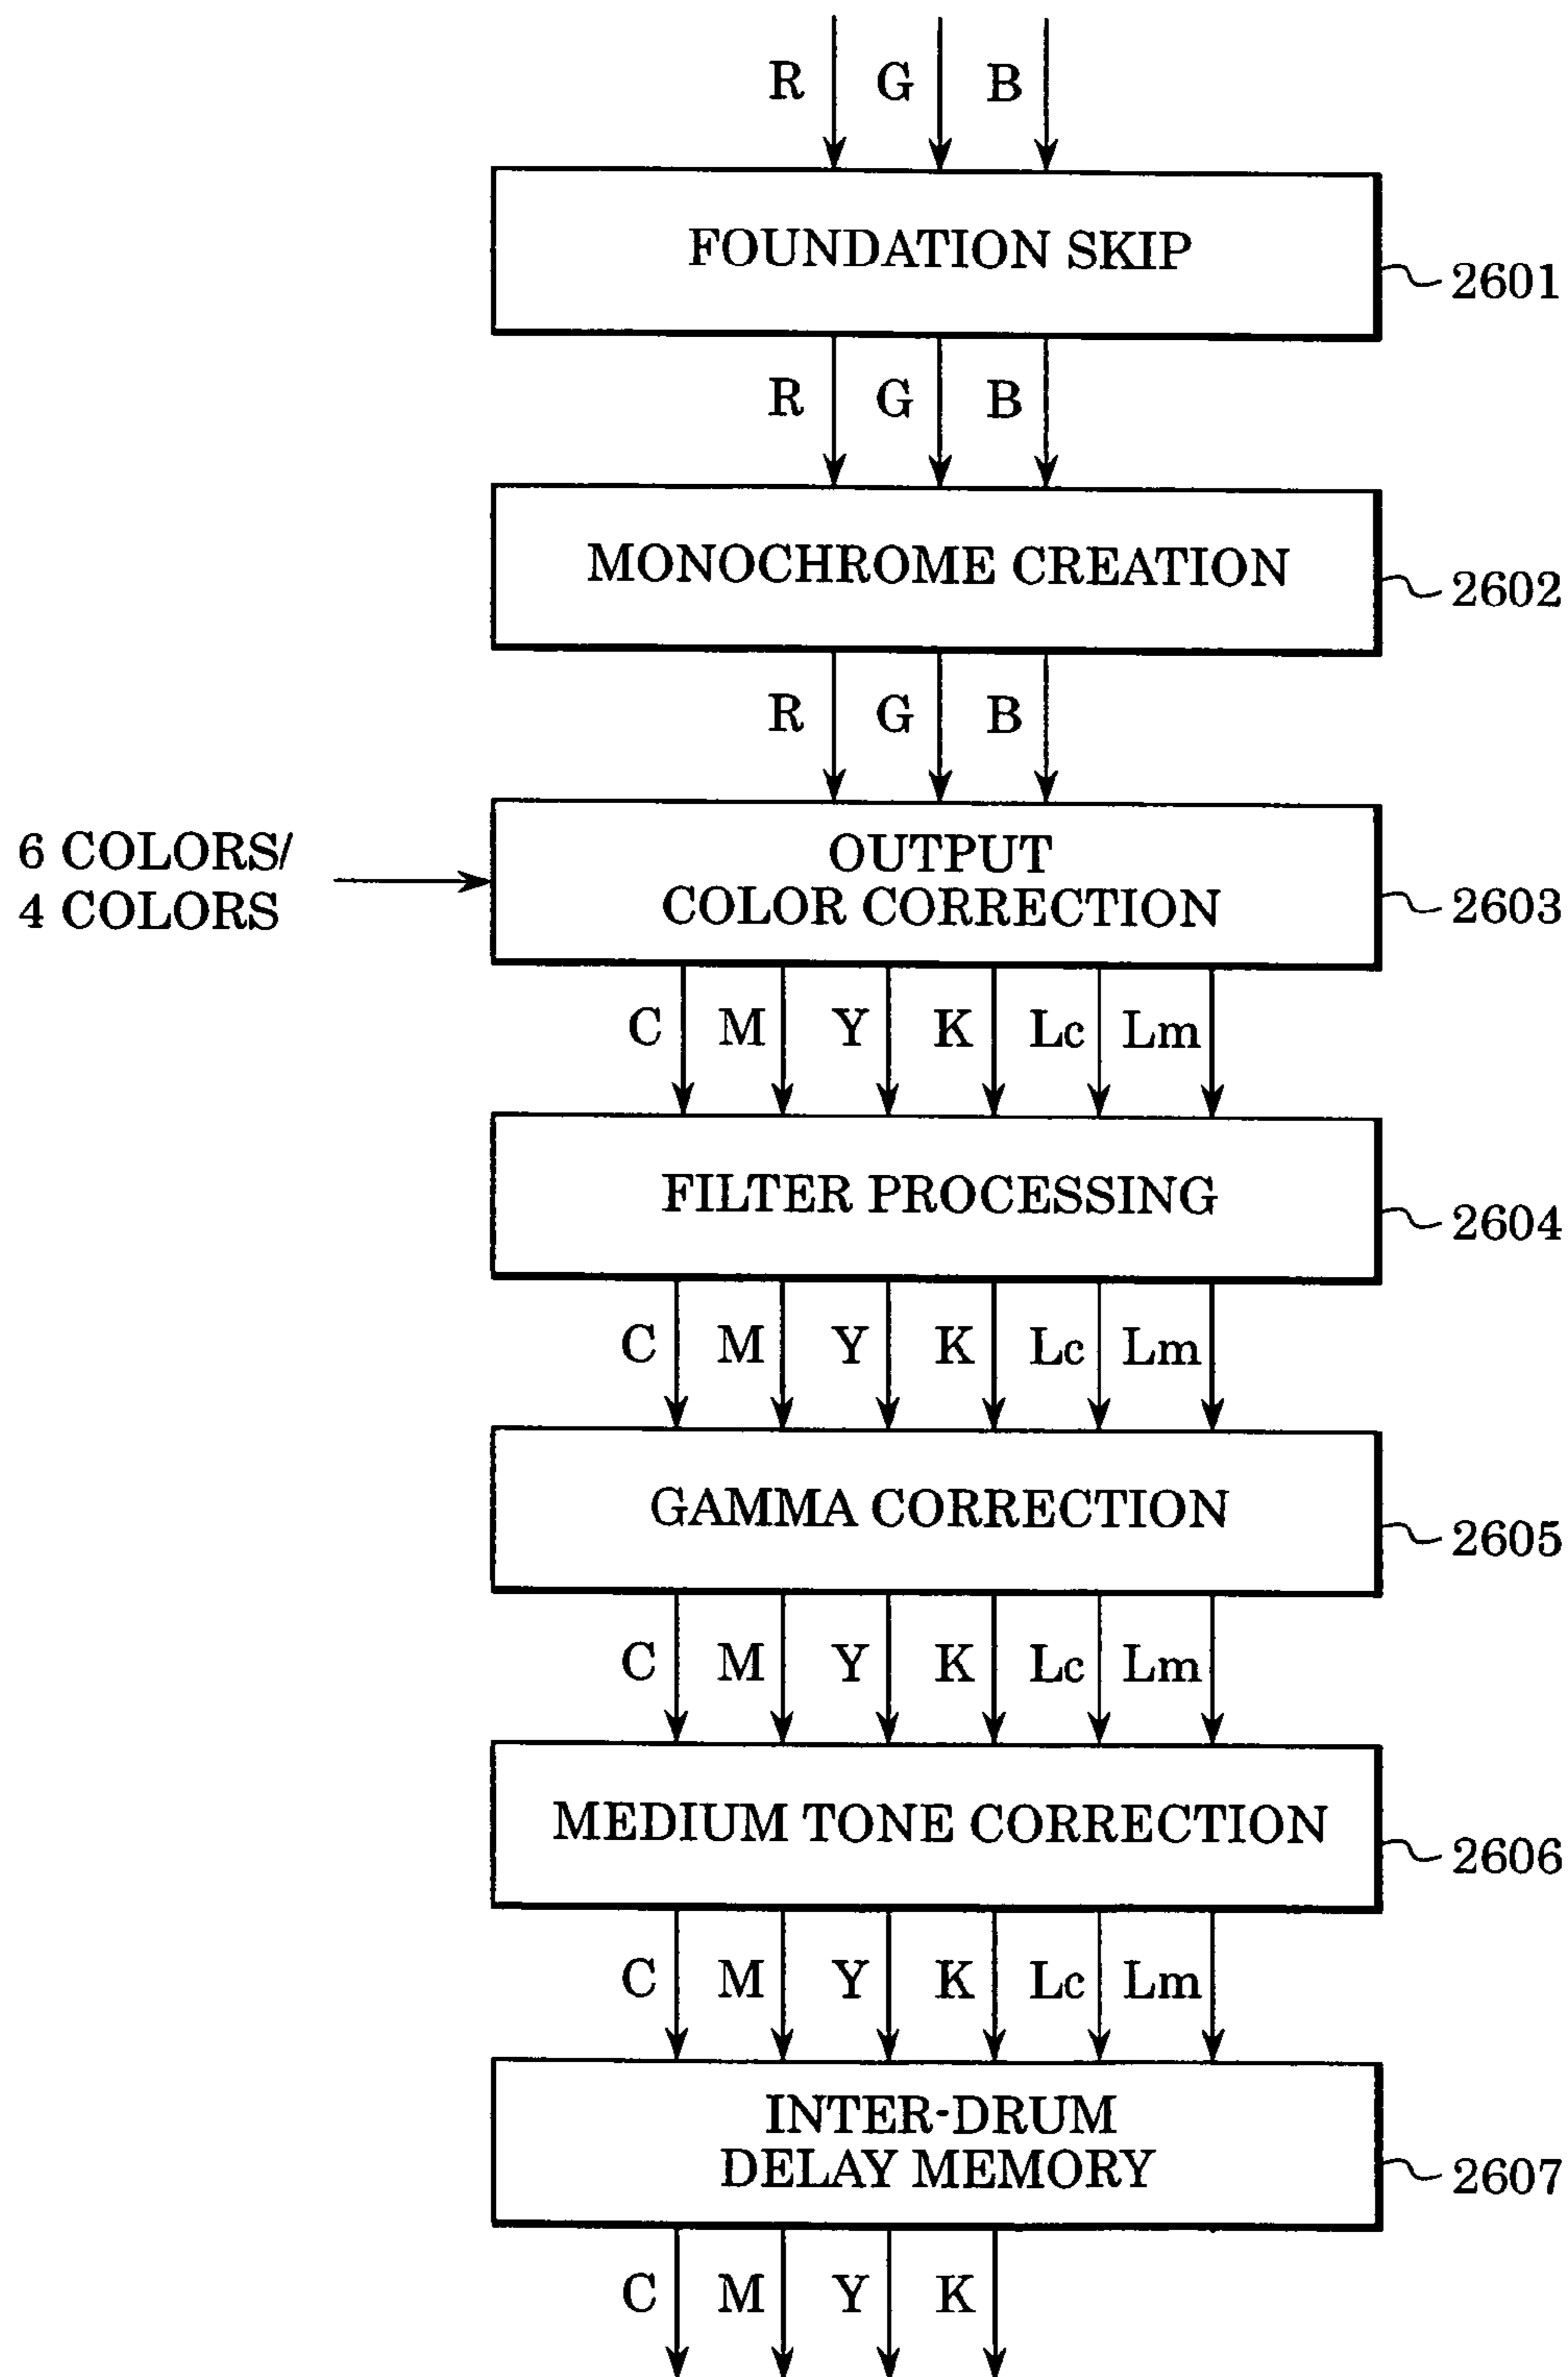 R G B
FOUNDATION SKIP
2601
R G B
MONOCHROME CREATION
2602
R G B
6 COLORS/
4 COLORS
OUTPUT
COLOR CORRECTION
2603
C M Y K Lc Lm
FILTER PROCESSING
2604
C M Y K Lc Lm
GAMMA CORRECTION
2605
C M Y K Lc Lm
MEDIUM TONE CORRECTION
2606
C M Y K Lc Lm
INTER-DRUM
DELAY MEMORY
2607
C M Y K